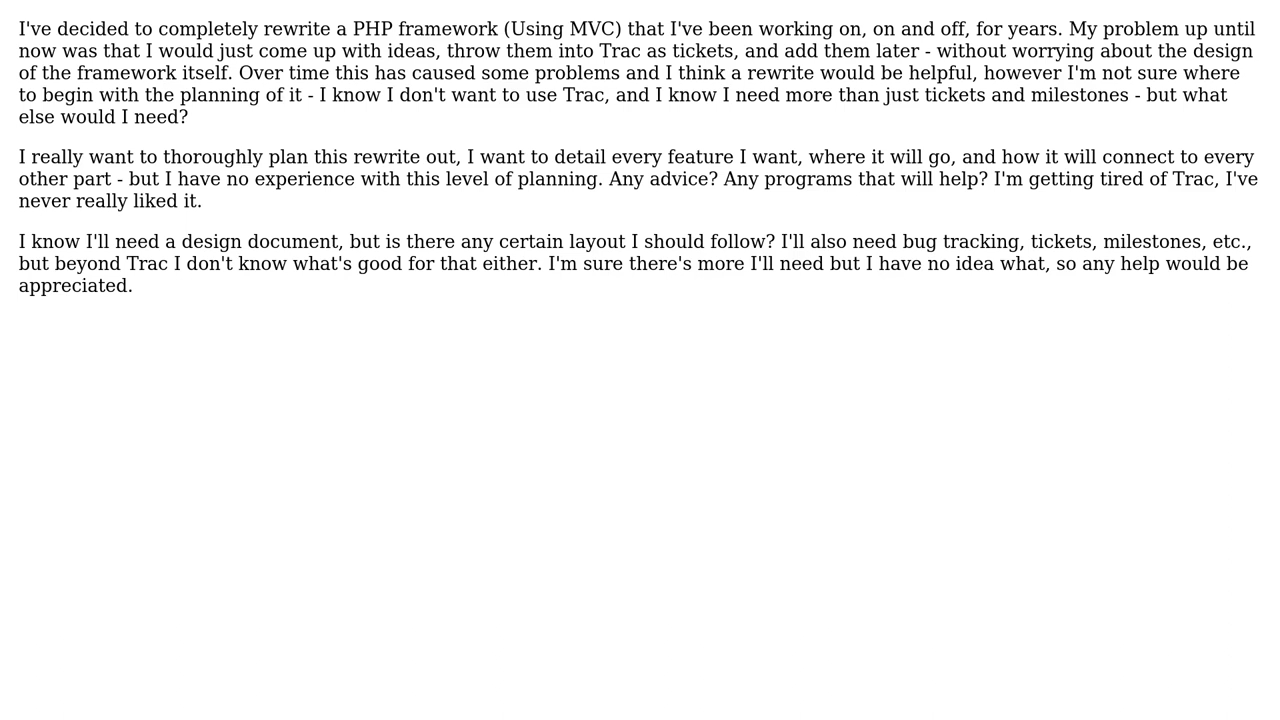 I've decided to completely rewrite a PHP framework (Using MVC) that I've been working on, on and off, for years. My problem up until
now was that I would just come up with ideas, throw them into Trac as tickets, and add them later - without worrying about the design
of the framework itself. Over time this has caused some problems and I think a rewrite would be helpful, however I'm not sure where
to begin with the planning of it - I know I don't want to use Trac, and I know I need more than just tickets and milestones - but what
else would I need?
I really want to thoroughly plan this rewrite out, I want to detail every feature I want, where it will go, and how it will connect to every
other part - but I have no experience with this level of planning. Any advice? Any programs that will help? I'm getting tired of Trac, I've
never really liked it.
I know I'll need a design document, but is there any certain layout I should follow? I'll also need bug tracking, tickets, milestones, etc.,
but beyond Trac I don't know what's good for that either. I'm sure there's more I'll need but I have no idea what, so any help would be
appreciated.